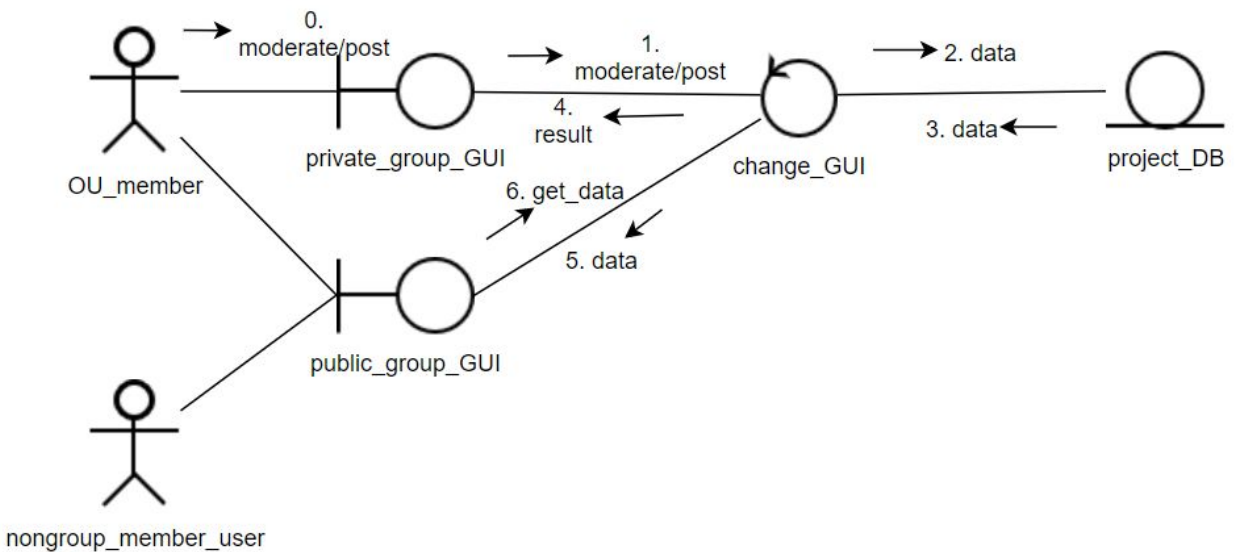 0.
moderate/post
1.
moderate/post
2. data
4.
result
3. data
private_group_GUI
change_GUI
project_DB
OU_member
6. get_data
5. data
public_group_GUI
nongroup_member_user